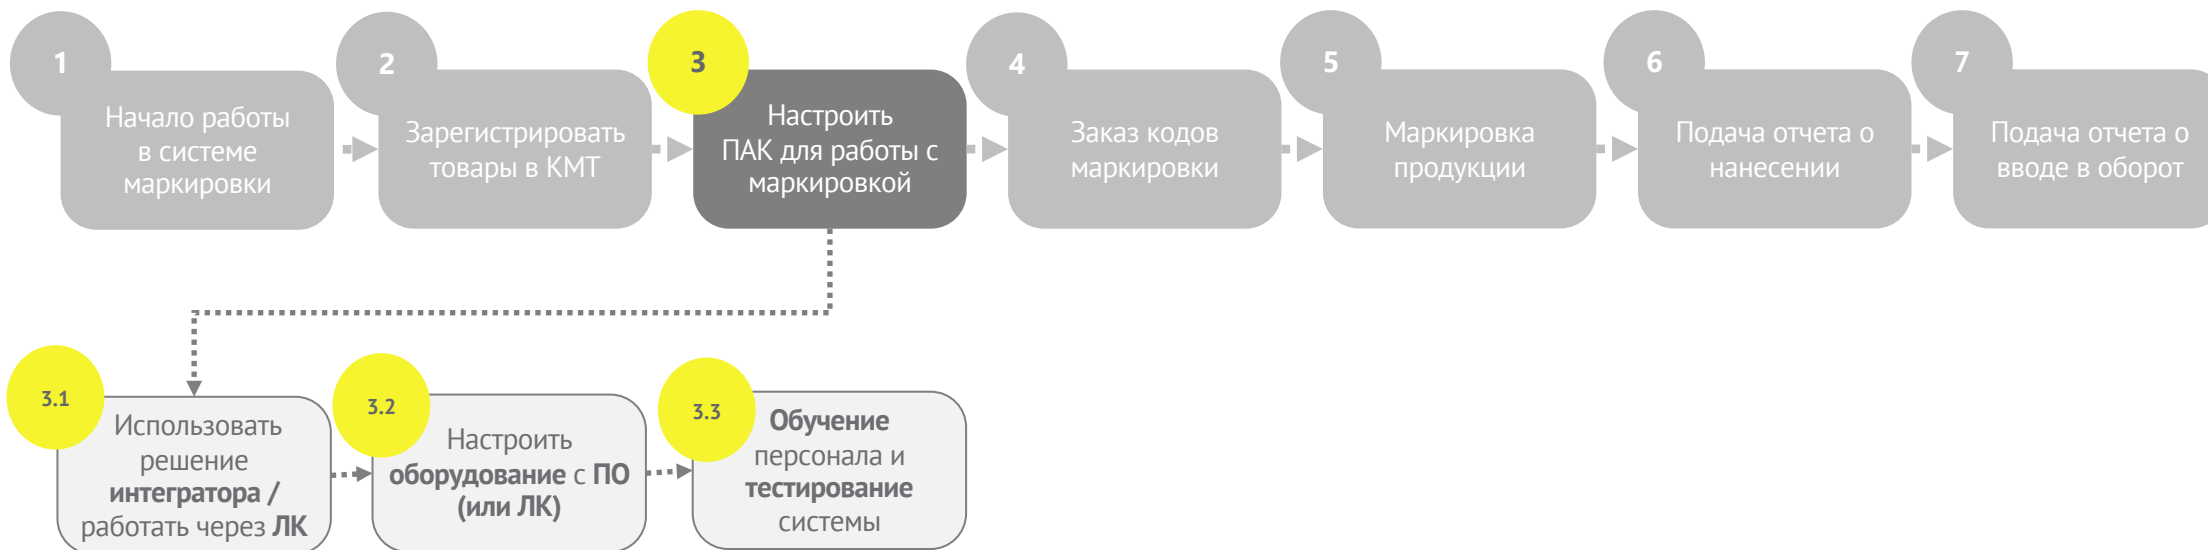 1
Начало работы
в системе
маркировки
2
Зарегистрировать
товары в КМТ
3
Настроить
ПАК для работы с
маркировкой
4
Заказ кодов
маркировки
5
Маркировка
продукции
6
Подача отчета о
нанесении
7
Подача отчета о
вводе в оборот
3.1
Использовать
решение
интегратора /
работать через ЛК
3.2
Настроить
оборудование с ПО
(или ЛК)
3.3
Обучение
персонала и
тестирование
системы